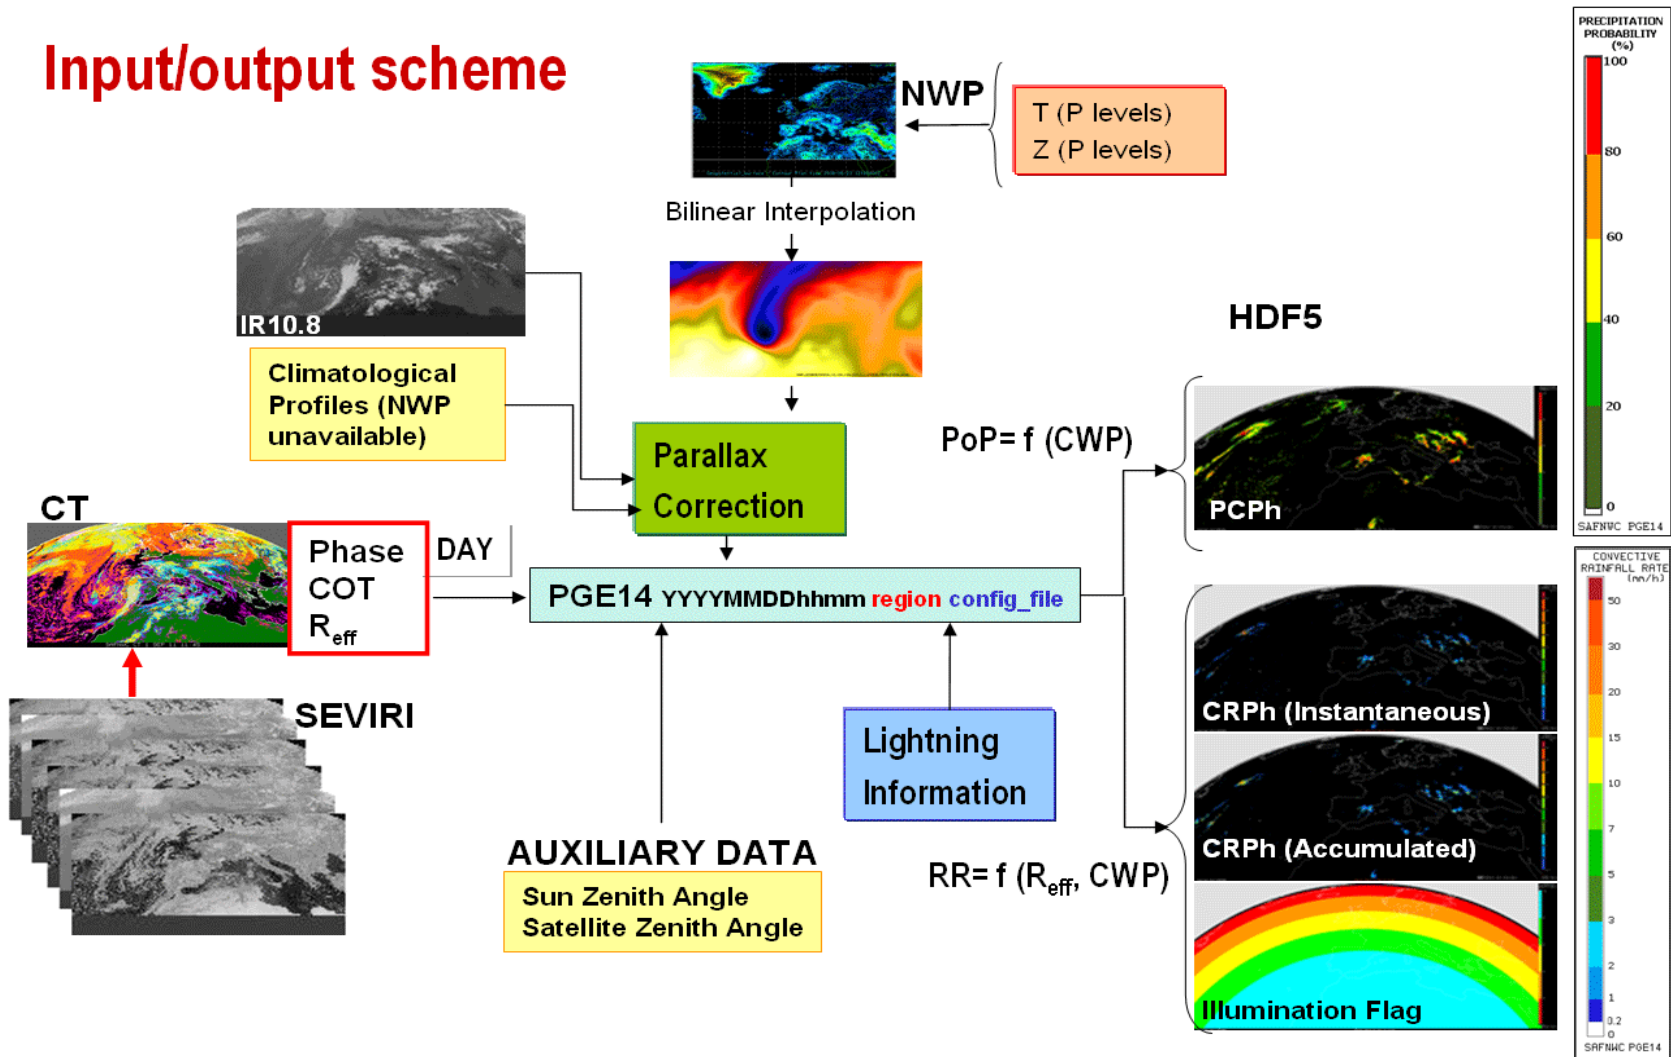 Input/output scheme
NWP
T (P levels)
Z (P levels)
Bilinear Interpolation
IR10.8
Climatological
Profiles (NWP
unavailable)
Parallax
Correction
CT
Phase
COT
Reff
DAY
SEVIRI
PGE14 YYYYMMDDhhmm region config_file
Lightning
Information
AUXILIARY DATA
Sun Zenith Angle
Satellite Zenith Angle
HDF5
PoP= f (CWP)
PCPh
RR= f (Reff, CWP)
CRPh (Instantaneous)
CRPh (Accumulated)
Illumination Flag
PRECIPITATION
PROBABILITY
(%)
100
80
60
40
20
0
SAFNWC PGE14
CONVECTIVE
RAINFALL RATE
(mm/h)
50
30
20
15
10
7
5
3
2
1
0.2
0
SAFNWC PGE14